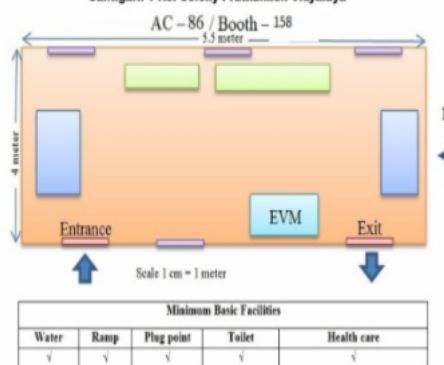 AC – 86 / Booth – 158
5.5 meter
4 meter
EVM
Entrance
Exit
Scale 1 cm = 1 meter
Minimum Basic Facilities
Water Ramp Plug point Toilet Health care
√ √ √ √ √